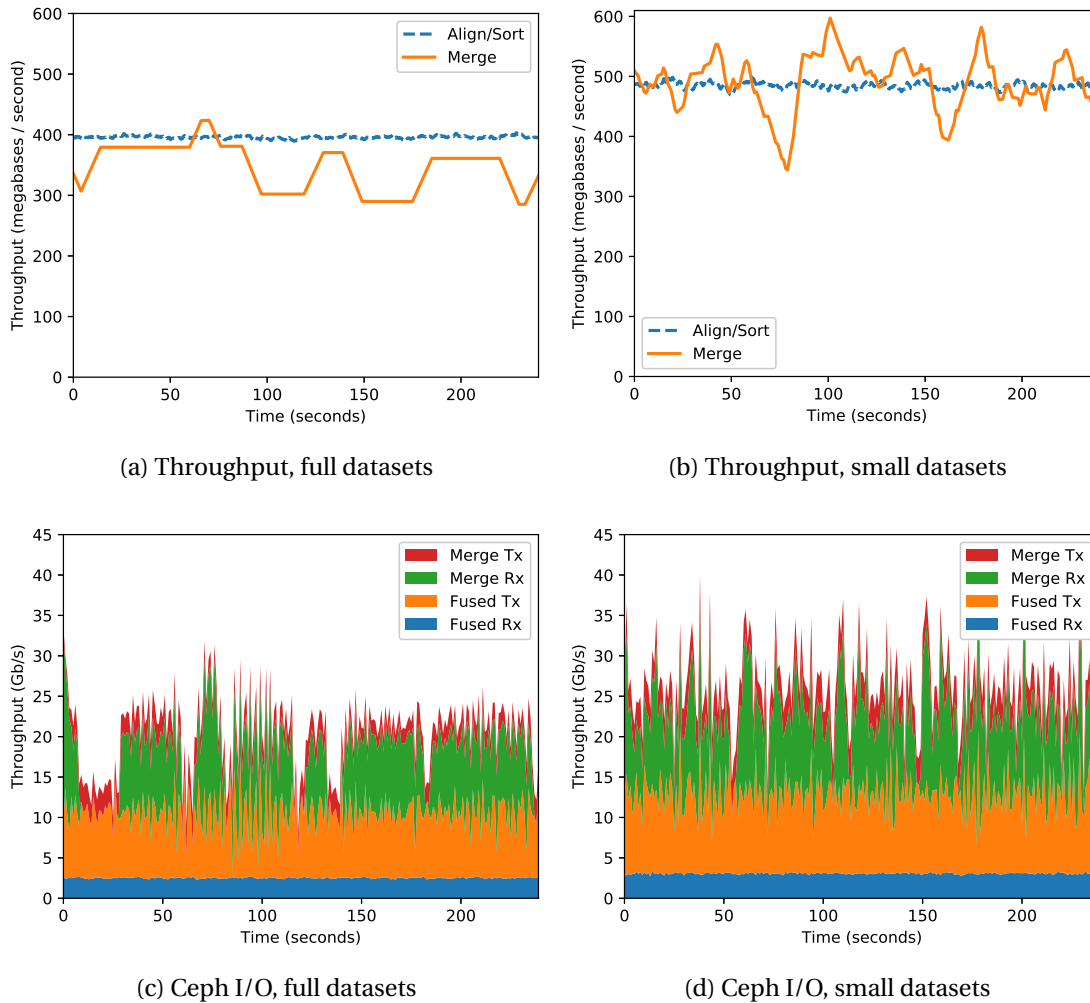 600
500
400
300
200
100
0
Throughput (megabases / second)
Align/Sort
Merge
0 50 100 150 200
Time (seconds)
(a) Throughput, full datasets
600
500
400
300
200
100
0
Throughput (megabases / second)
Align/Sort
Merge
0 50 100 150 200
Time (seconds)
(b) Throughput, small datasets
45
40
35
30
25
20
15
10
5
0
Throughput (Gb/s)
Merge Tx
Merge Rx
Fused Tx
Fused Rx
0 50 100 150 200
Time (seconds)
(c) Ceph I/O, full datasets
45
40
35
30
25
20
15
10
5
0
Throughput (Gb/s)
Merge Tx
Merge Rx
Fused Tx
Fused Rx
0 50 100 150 200
Time (seconds)
(d) Ceph I/O, small datasets